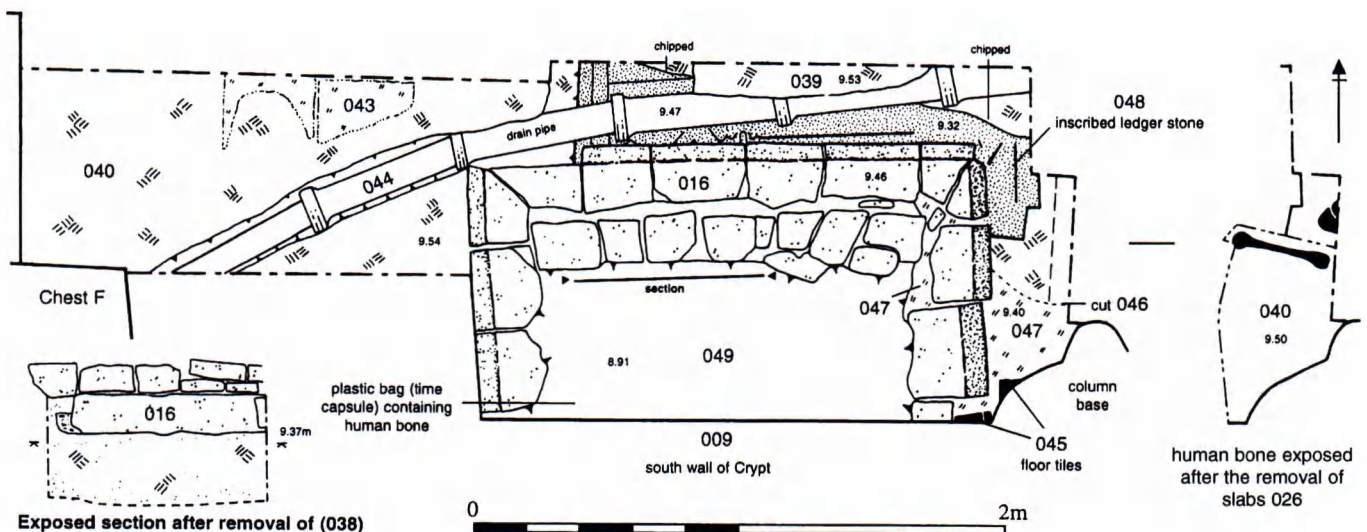 chipped
chipped
039
9.53
043
9.47
drain pipe
9.32
048
inscribed ledger stone
040
044
016
9.46
9.54
Chest F
section
047
9.40
047
cut 046
040
9.50
8.91
049
plastic bag (time
capsule) containing
human bone
column
base
016
9.37m
009
south wall of Crypt
045
floor tiles
human bone exposed
after the removal of
slabs 026
Exposed section after removal of (038)
0
2m